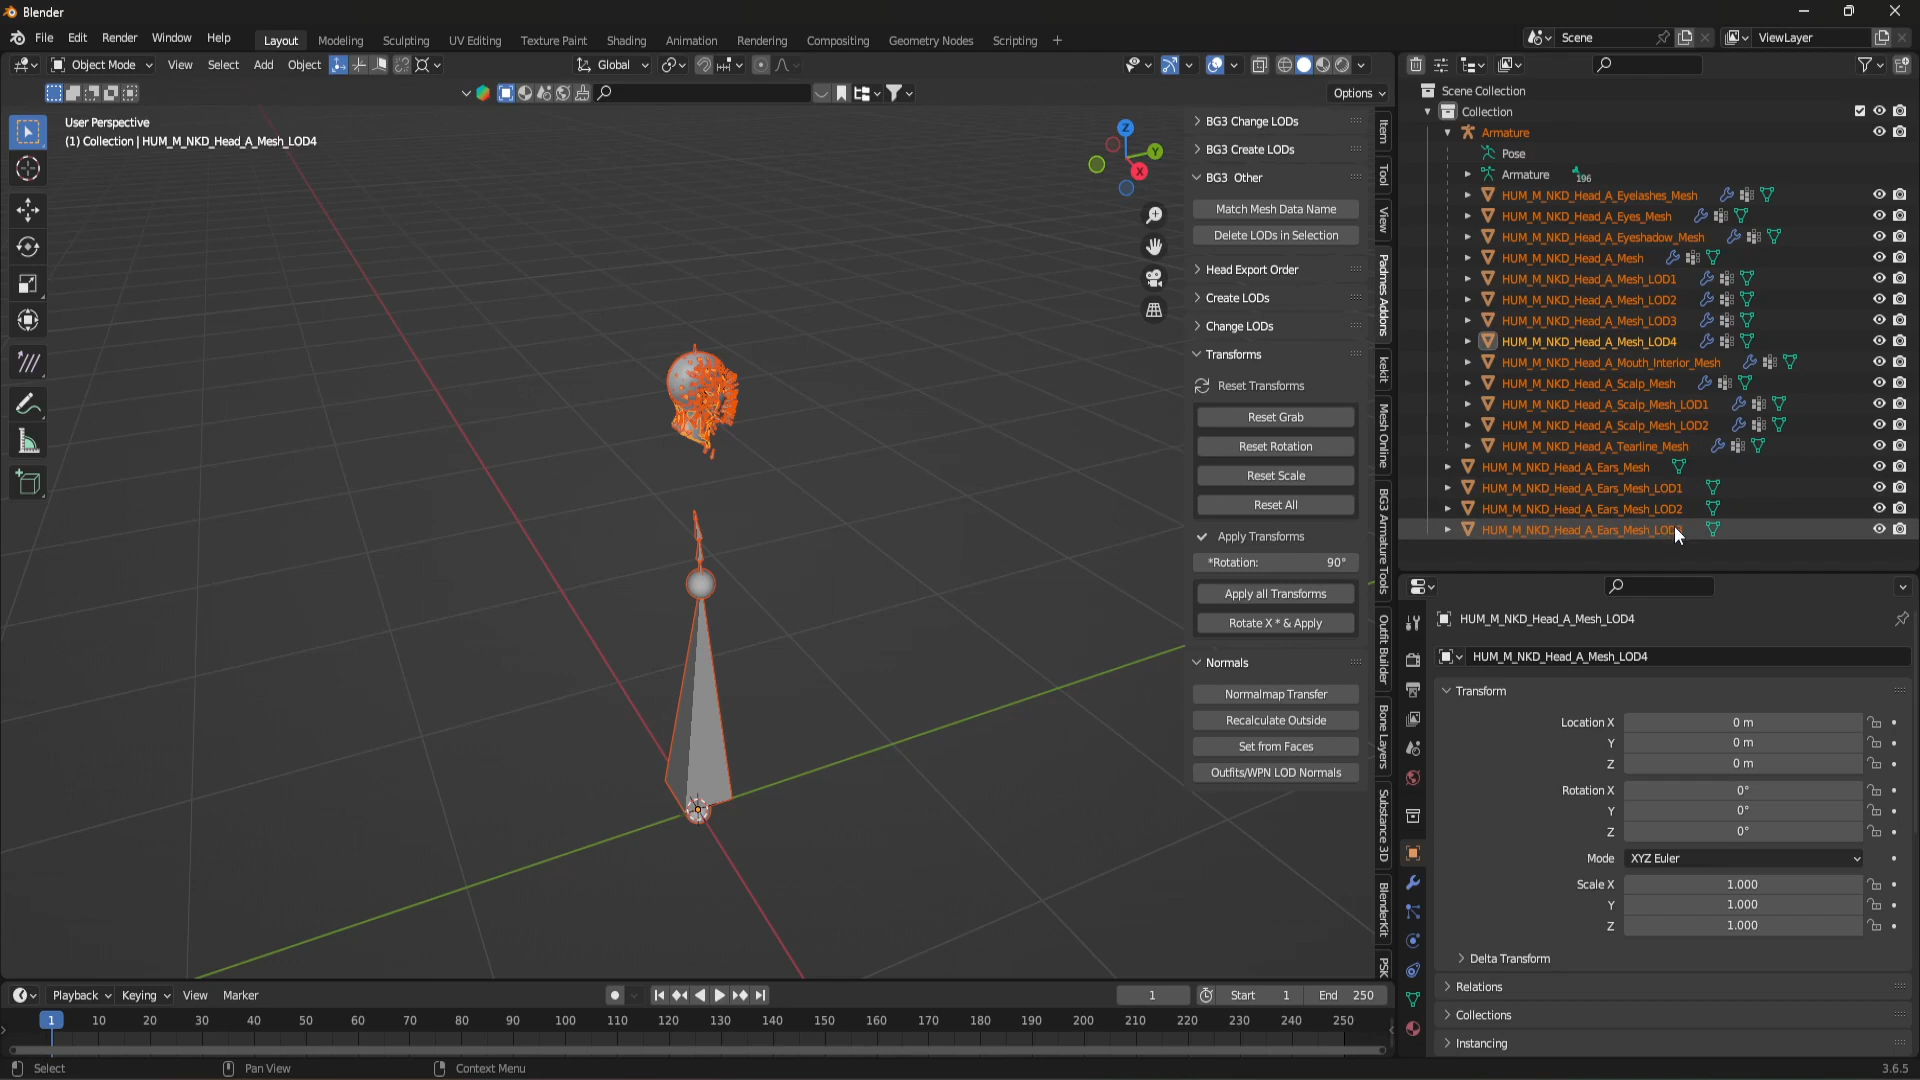 Blender
File Edit Render Window Help Layout Modeling Sculpting UV Editing Texture Paint Shading Animation Rendering Compositing Geometry Nodes Scripting + Scene ViewLayer
Object Mode View Select Add Object Global
Options
User Perspective
(1) Collection | HUM_M_NKD_Head_A_Mesh_LOD4
Z
Y
X
BG3 Change LODs
BG3 Create LODs
BG3 Other
Match Mesh Data Name
Delete LODs in Selection
Head Export Order
Create LODs
Change LODs
Transforms
Reset Transforms
Reset Grab
Reset Rotation
Reset Scale
Reset All
Apply Transforms
*Rotation: 90°
Apply all Transforms
Rotate X * & Apply
Normals
Normalmap Transfer
Recalculate Outside
Set from Faces
Outfits/WPN LOD Normals
Item
Tool
View
Padmes Addons
kekit
Mesh Online
BG3 Armature Tools
Outfit Builder
Bone Layers
Substance 3D
BlenderKit
PSK
Scene Collection
Collection
Armature
Pose
Armature 196
HUM_M_NKD_Head_A_Eyelashes_Mesh
HUM_M_NKD_Head_A_Eyes_Mesh
HUM_M_NKD_Head_A_Eyeshadow_Mesh
HUM_M_NKD_Head_A_Mesh
HUM_M_NKD_Head_A_Mesh_LOD1
HUM_M_NKD_Head_A_Mesh_LOD2
HUM_M_NKD_Head_A_Mesh_LOD3
HUM_M_NKD_Head_A_Mesh_LOD4
HUM_M_NKD_Head_A_Mouth_Interior_Mesh
HUM_M_NKD_Head_A_Scalp_Mesh
HUM_M_NKD_Head_A_Scalp_Mesh_LOD1
HUM_M_NKD_Head_A_Scalp_Mesh_LOD2
HUM_M_NKD_Head_A_Tearline_Mesh
HUM_M_NKD_Head_A_Ears_Mesh
HUM_M_NKD_Head_A_Ears_Mesh_LOD1
HUM_M_NKD_Head_A_Ears_Mesh_LOD2
HUM_M_NKD_Head_A_Mesh_LOD4
HUM_M_NKD_Head_A_Mesh_LOD4
Transform
Location X 0 m
Y 0 m
Z 0 m
Rotation X 0°
Y 0°
Z 0°
Mode XYZ Euler
Scale X 1.000
Y 1.000
Z 1.000
Delta Transform
Relations
Collections
Instancing
Playback Keying View Marker 1 Start 1 End 250
1 10 20 30 40 50 60 70 80 90 100 110 120 130 140 150 160 170 180 190 200 210 220 230 240 250
Select Pan View Context Menu 3.6.5